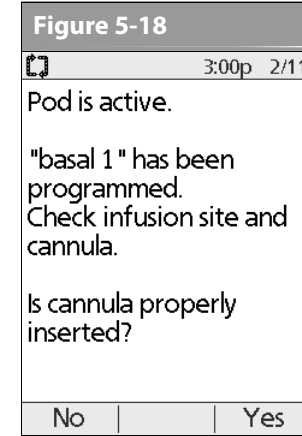 Figure 5-18
3:00p 2/11
Pod is active.
"basal 1" has been
programmed.
Check infusion site and
cannula.
Is cannula properly
inserted?
No Yes